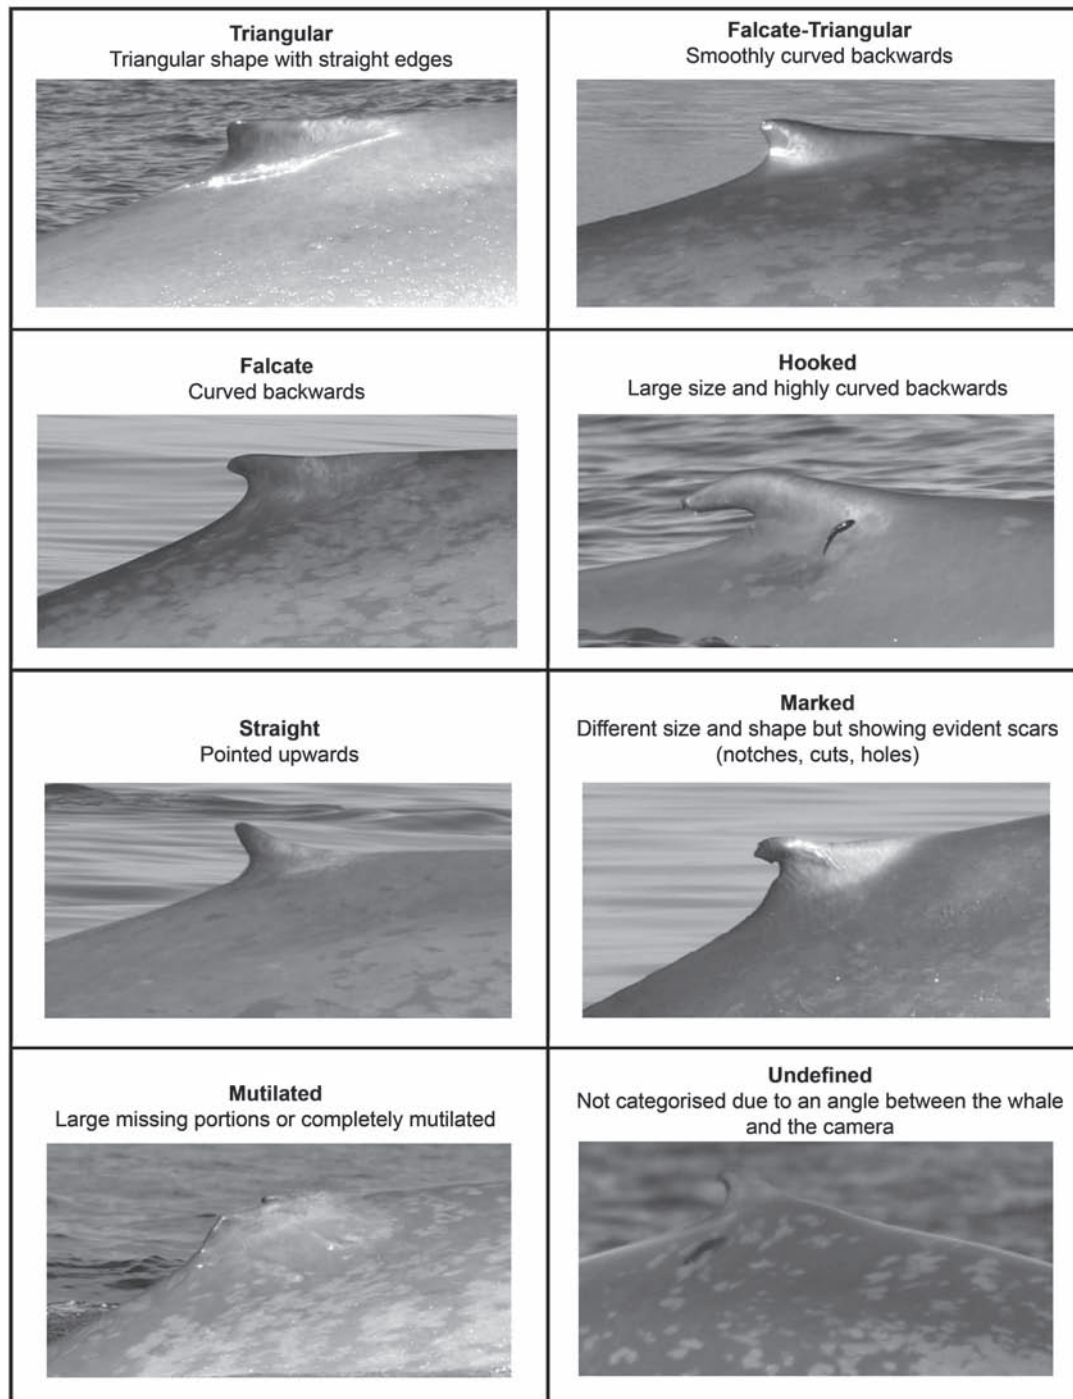 Triangular
Triangular shape with straight edges
Falcate-Triangular
Smoothly curved backwards
Falcate
Curved backwards
Hooked
Large size and highly curved backwards
Straight
Pointed upwards
Marked
Different size and shape but showing evident scars
(notches, cuts, holes)
Mutilated
Large missing portions or completely mutilated
Undefined
Not categorised due to an angle between the whale
and the camera